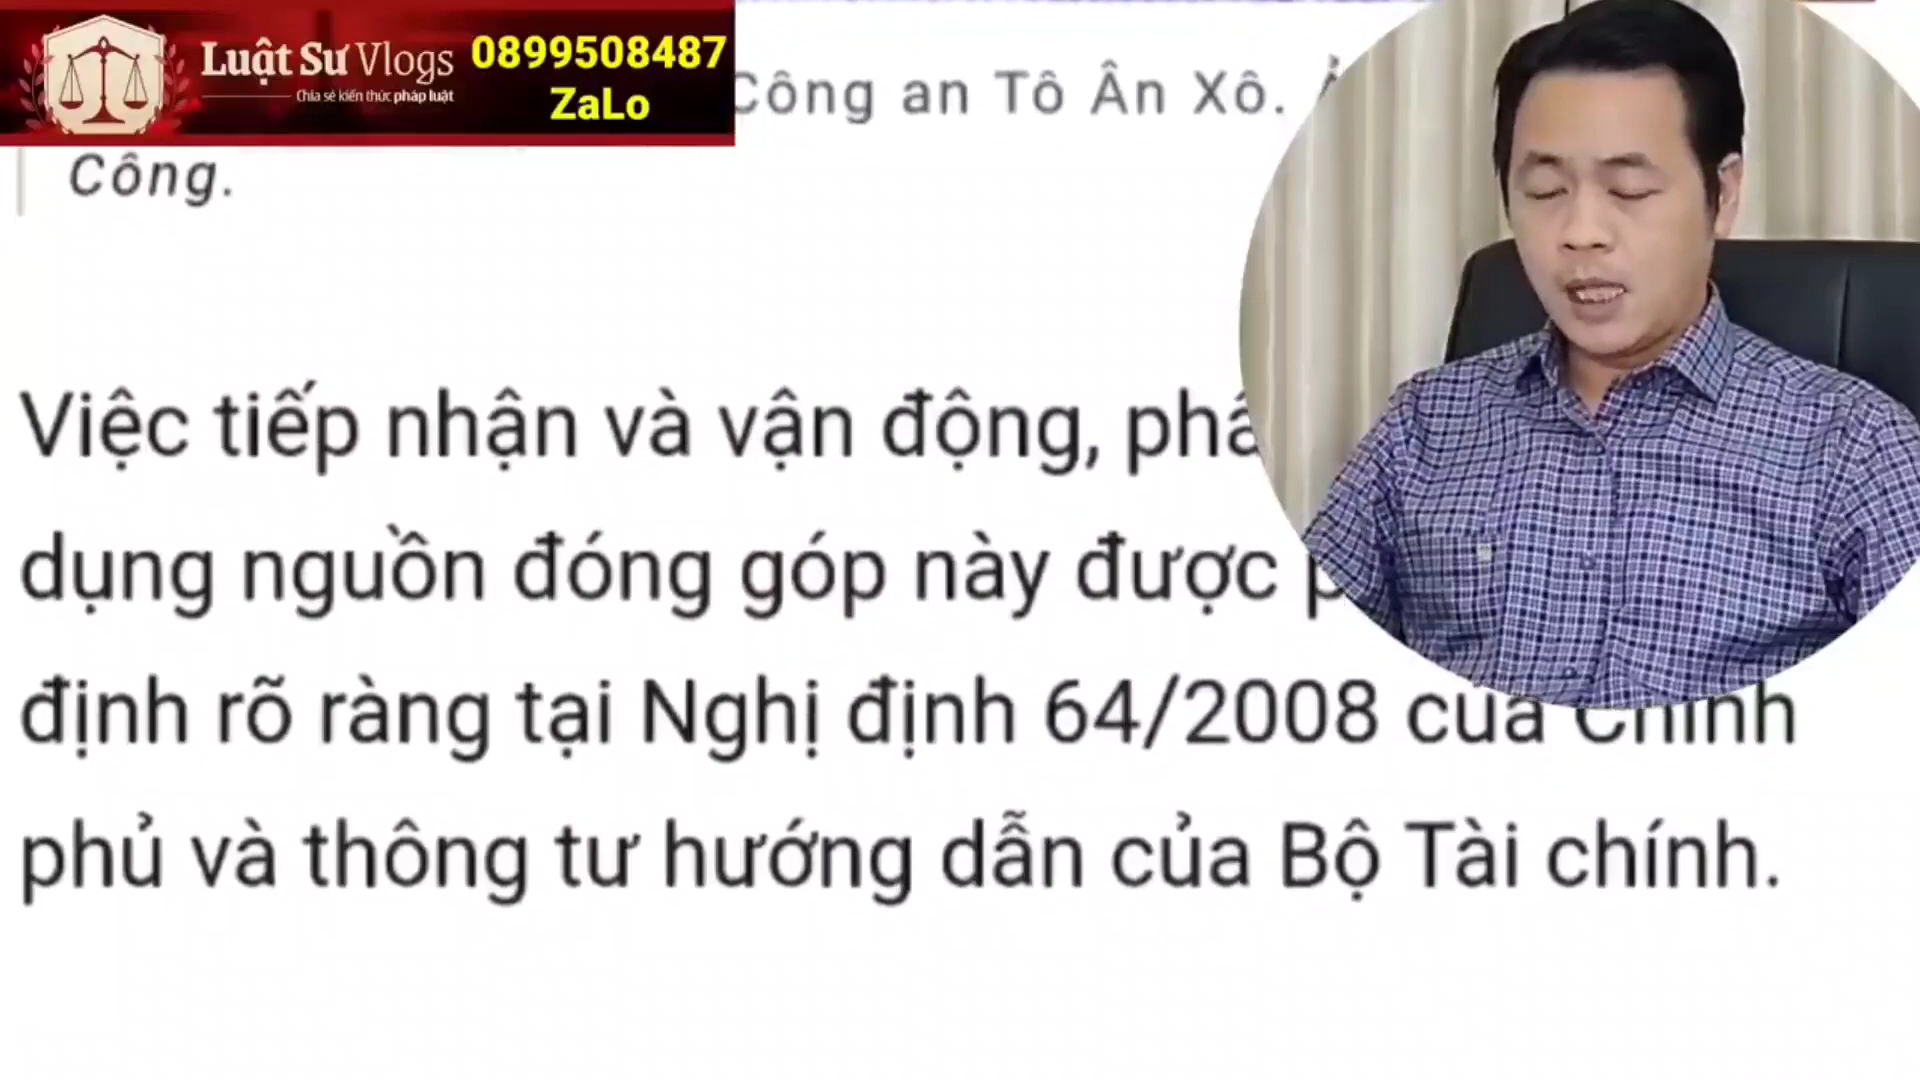 Luật Sư Vlogs
Chia sẻ kiến thức pháp luật
0899508487
ZaLo
Công an Tô Ân Xô.
Công.
Việc tiếp nhận và vận động,
dụng nguồn đóng góp này được
định rõ ràng tại Nghị định 64/2008 của Chính
phủ và thông tư hướng dẫn của Bộ Tài chính.